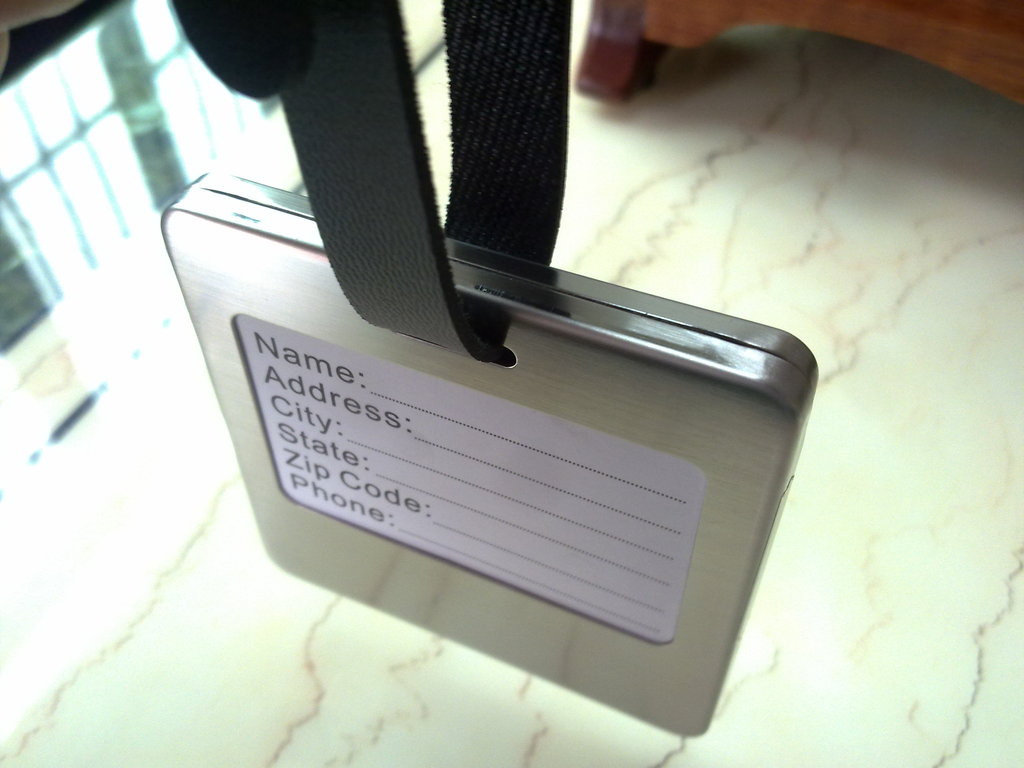 Name:
Address:
City:
State:
Zip Code:
Phone: